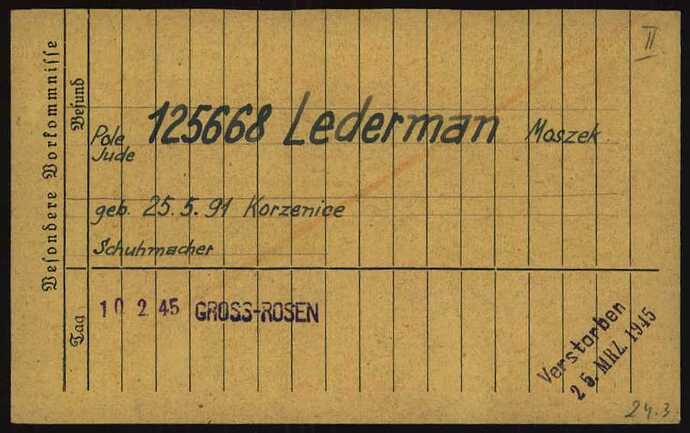 II
Besondere Vorkommnisse
Befund
Pole
Jude
125668 Lederman Moszek
geb. 25.5.91 Korzenice
Schuhmacher
Tag
10 2 45 GROSS-ROSEN
Verstorben
25. MRZ. 1945
24.3